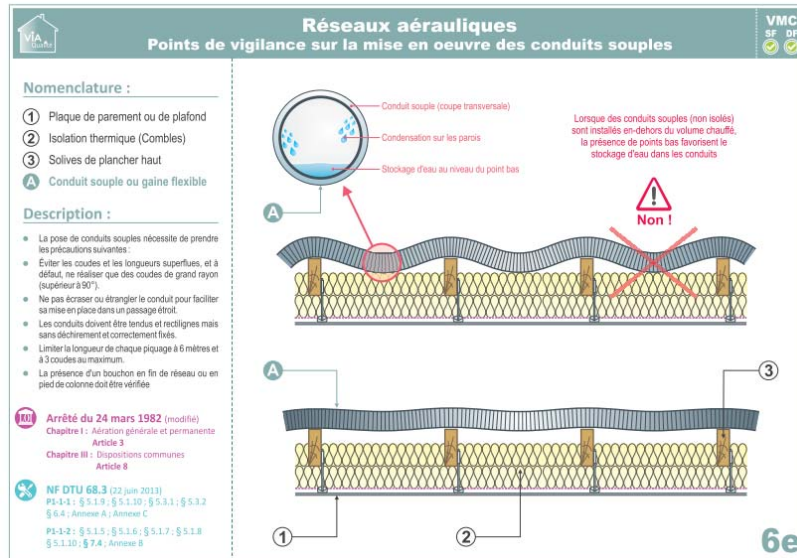 VIA
Qualité
Réseaux aérauliques
Points de vigilance sur la mise en oeuvre des conduits souples
VMC
SF DF
Nomenclature :
1 Plaque de parement ou de plafond
2 Isolation thermique (Combles)
3 Solives de plancher haut
A Conduit souple ou gaine flexible
Description :
La pose de conduits souples nécessite de prendre
les précautions suivantes :
Éviter les coudes et les longueurs superflues, et à
défaut, ne réaliser que des coudes de grand rayon
(supérieur à 90°).
Ne pas écraser ou étrangler le conduit pour faciliter
sa mise en place dans un passage étroit.
Les conduits doivent être tendus et rectilignes mais
sans déchirement et correctement fixés.
Limiter la longueur de chaque piquage à 6 mètres et
à 3 coudes au maximum.
La présence d'un bouchon en fin de réseau ou en
pied de colonne doit être vérifiée
LOI
Arrêté du 24 mars 1982 (modifié)
Chapitre I : Aération générale et permanente
Article 3
Chapitre III : Dispositions communes
Article 8
NF DTU 68.3 (22 juin 2013)
P1-1-1 : § 5.1.9 ; § 5.1.10 ; § 5.3.1 ; § 5.3.2
§ 6.4 ; Annexe A ; Annexe C
P1-1-2 : § 5.1.5 ; § 5.1.6 ; § 5.1.7 ; § 5.1.8
§ 5.1.10 ; § 7.4 ; Annexe B
Conduit souple (coupe transversale)
Condensation sur les parois
Stockage d'eau au niveau du point bas
Lorsque des conduits souples (non isolés)
sont installés en-dehors du volume chauffé,
la présence de points bas favorisent le
stockage d'eau dans les conduits
A
Non !
A
3
1
2
6e